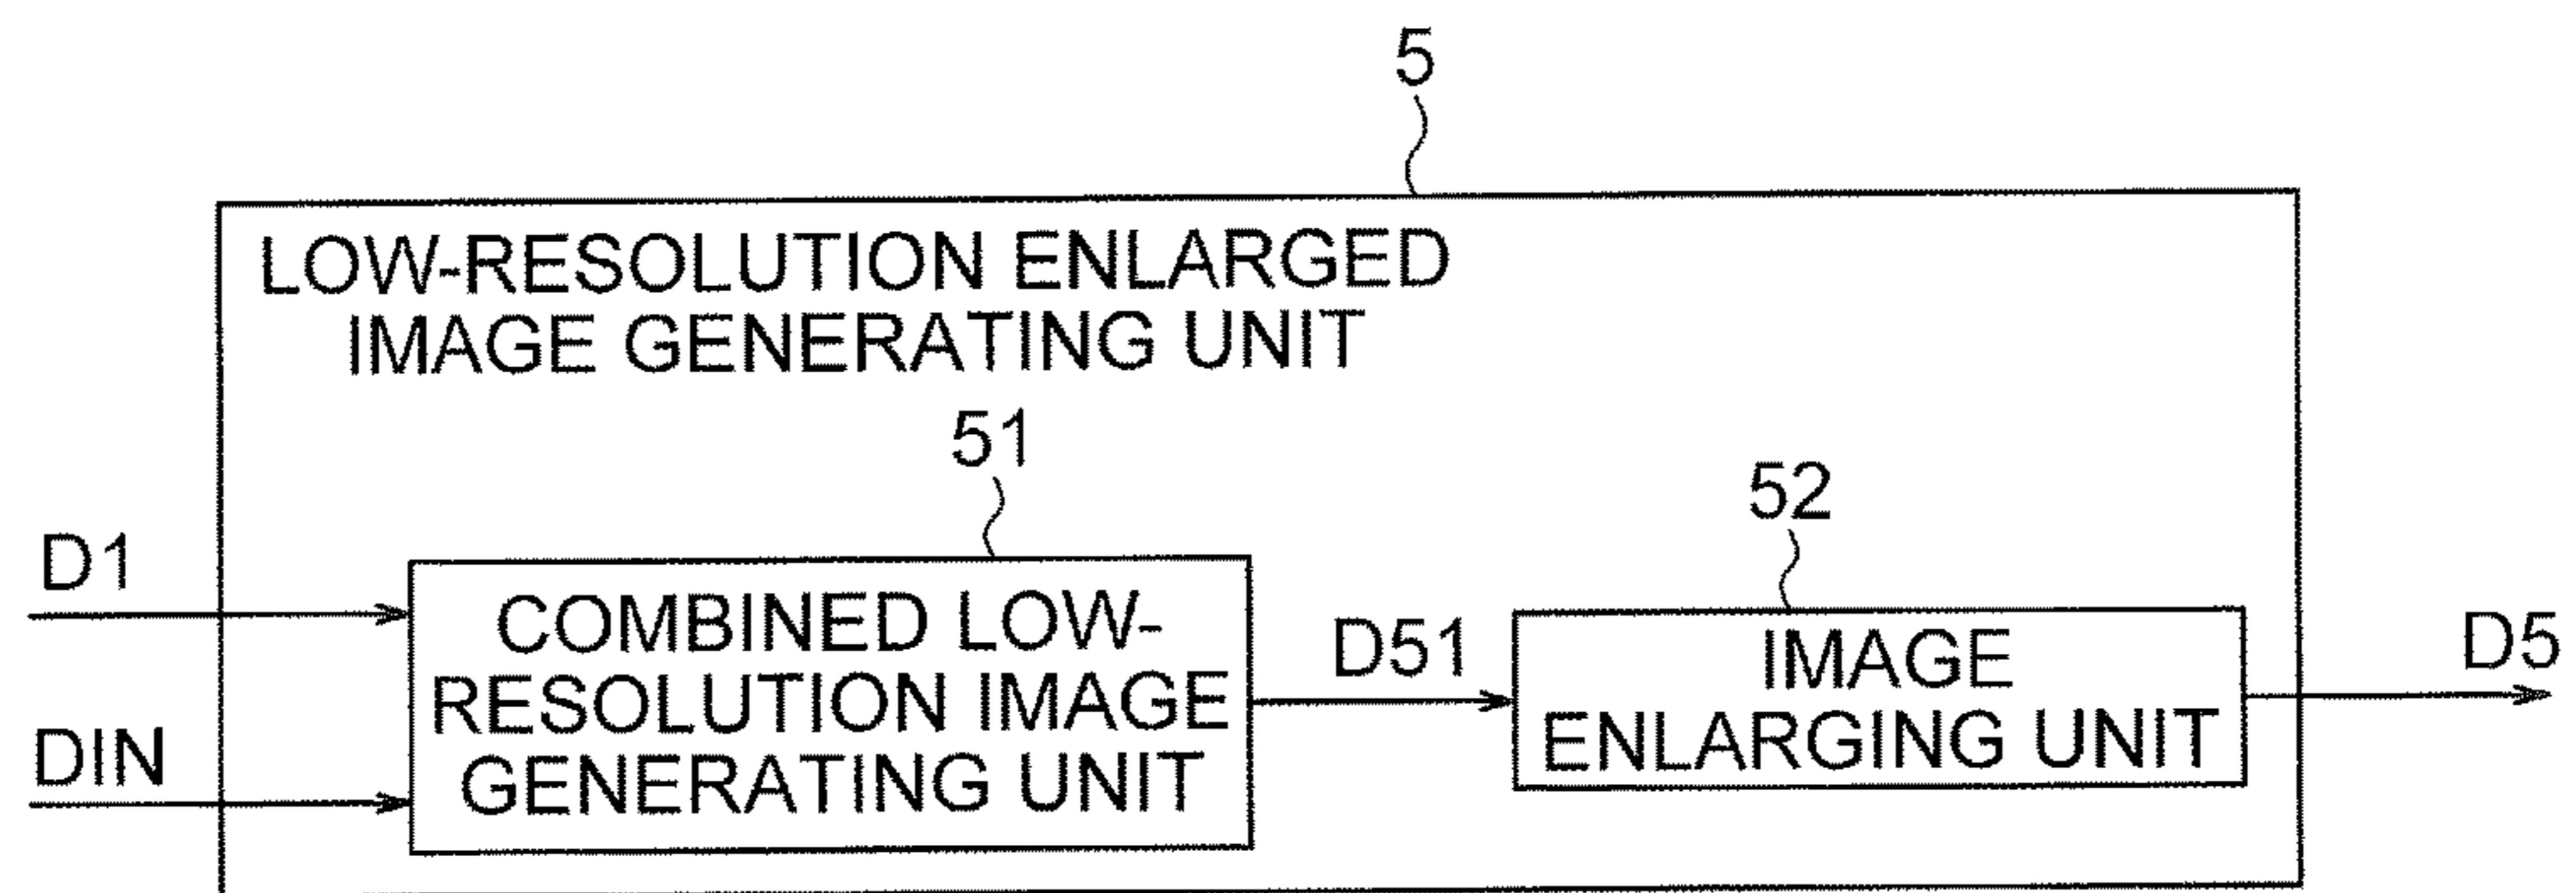 5
LOW-RESOLUTION ENLARGED
IMAGE GENERATING UNIT
51
52
D1
COMBINED LOW-
RESOLUTION IMAGE
GENERATING UNIT
D51
IMAGE
ENLARGING UNIT
D5
DIN